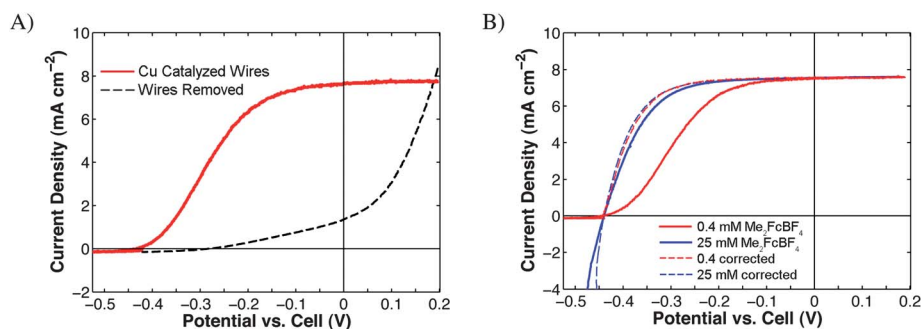 A)
10
8
6
4
2
0
−2
Current Density (mA cm−2)
Cu Catalyzed Wires
Wires Removed
−0.5 −0.4 −0.3 −0.2 −0.1 0 0.1 0.2
Potential vs. Cell (V)
B)
10
8
6
4
2
0
−2
−4
Current Density (mA cm−2)
0.4 mM Me2FcBF4
25 mM Me2FcBF4
0.4 corrected
25 mM corrected
−0.5 −0.4 −0.3 −0.2 −0.1 0 0.1 0.2
Potential vs. Cell (V)